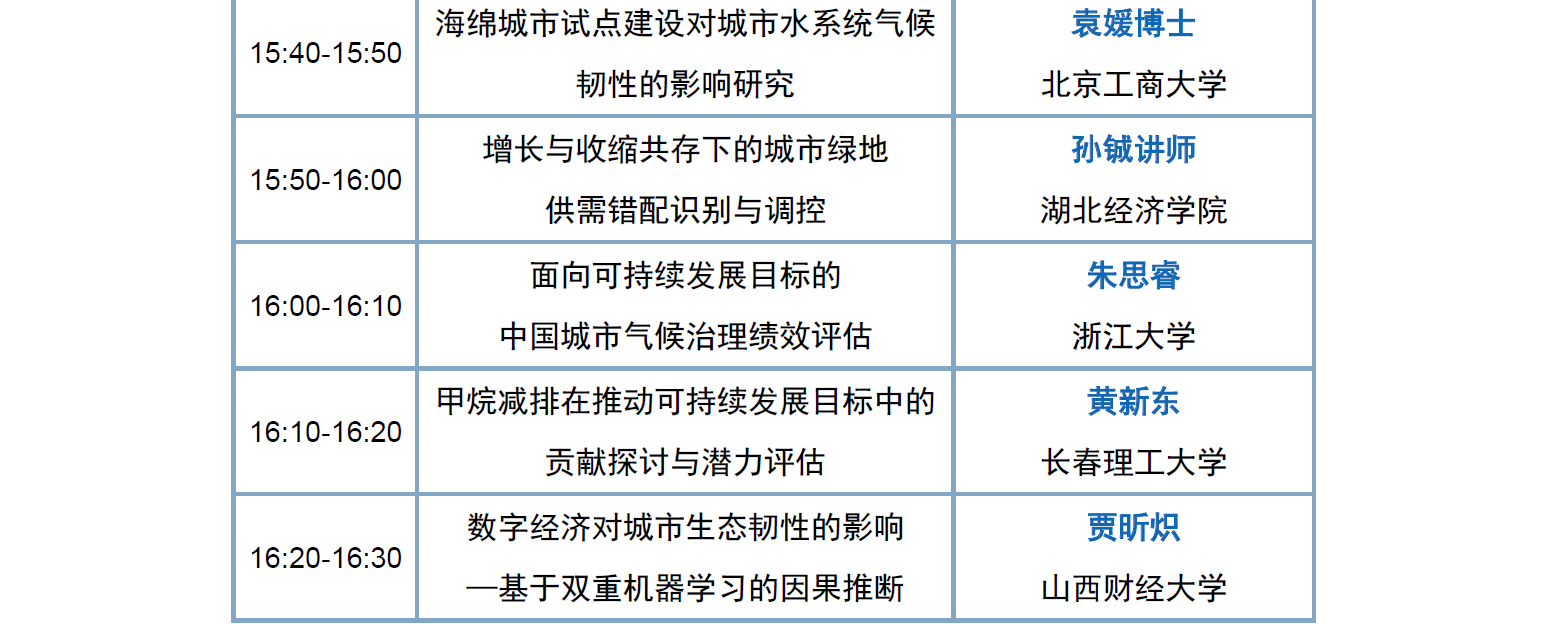 15:40-15:50
海绵城市试点建设对城市水系统气候
韧性的影响研究
袁媛博士
北京工商大学
15:50-16:00
增长与收缩共存下的城市绿地
供需错配识别与调控
孙铖讲师
湖北经济学院
16:00-16:10
面向可持续发展目标的
中国城市气候治理绩效评估
朱思睿
浙江大学
16:10-16:20
甲烷减排在推动可持续发展目标中的
贡献探讨与潜力评估
黄新东
长春理工大学
16:20-16:30
数字经济对城市生态韧性的影响
—基于双重机器学习的因果推断
贾昕炽
山西财经大学